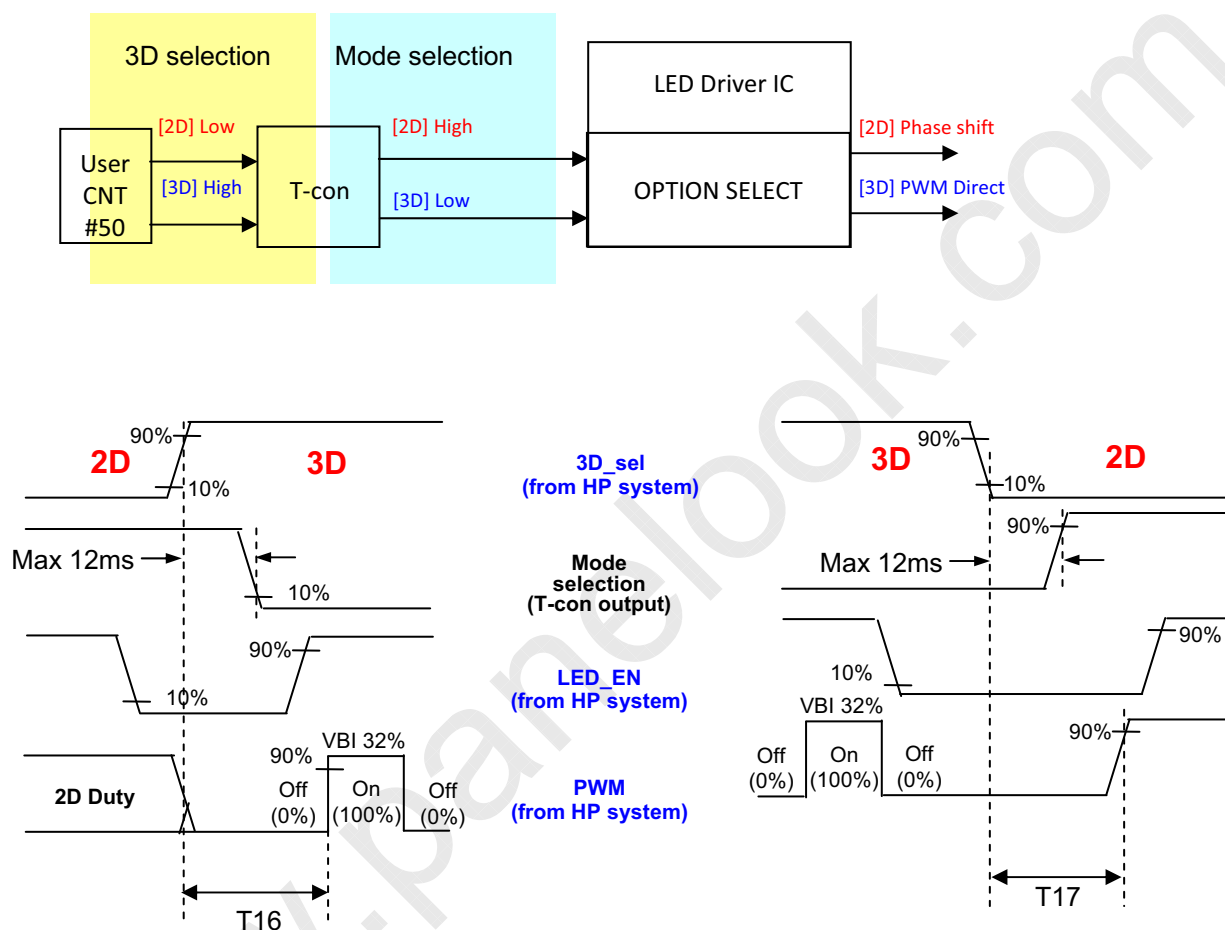 3D selection
Mode selection
LED Driver IC
[2D] Low
[2D] High
[2D] Phase shift
User
CNT
#50
[3D] High
T-con
[3D] Low
OPTION SELECT
[3D] PWM Direct
90%
2D
3D
10%
3D_sel
(from HP system)
90%
3D
2D
10%
Max 12ms
10%
Mode
selection
(T-con output)
90%
Max 12ms
90%
10%
LED_EN
(from HP system)
90%
10%
VBI 32%
90%
2D Duty
Off
(0%)
On
(100%)
Off
(0%)
PWM
(from HP system)
VBI 32%
Off
(0%)
On
(100%)
Off
(0%)
90%
T16
T17
.panelook.com